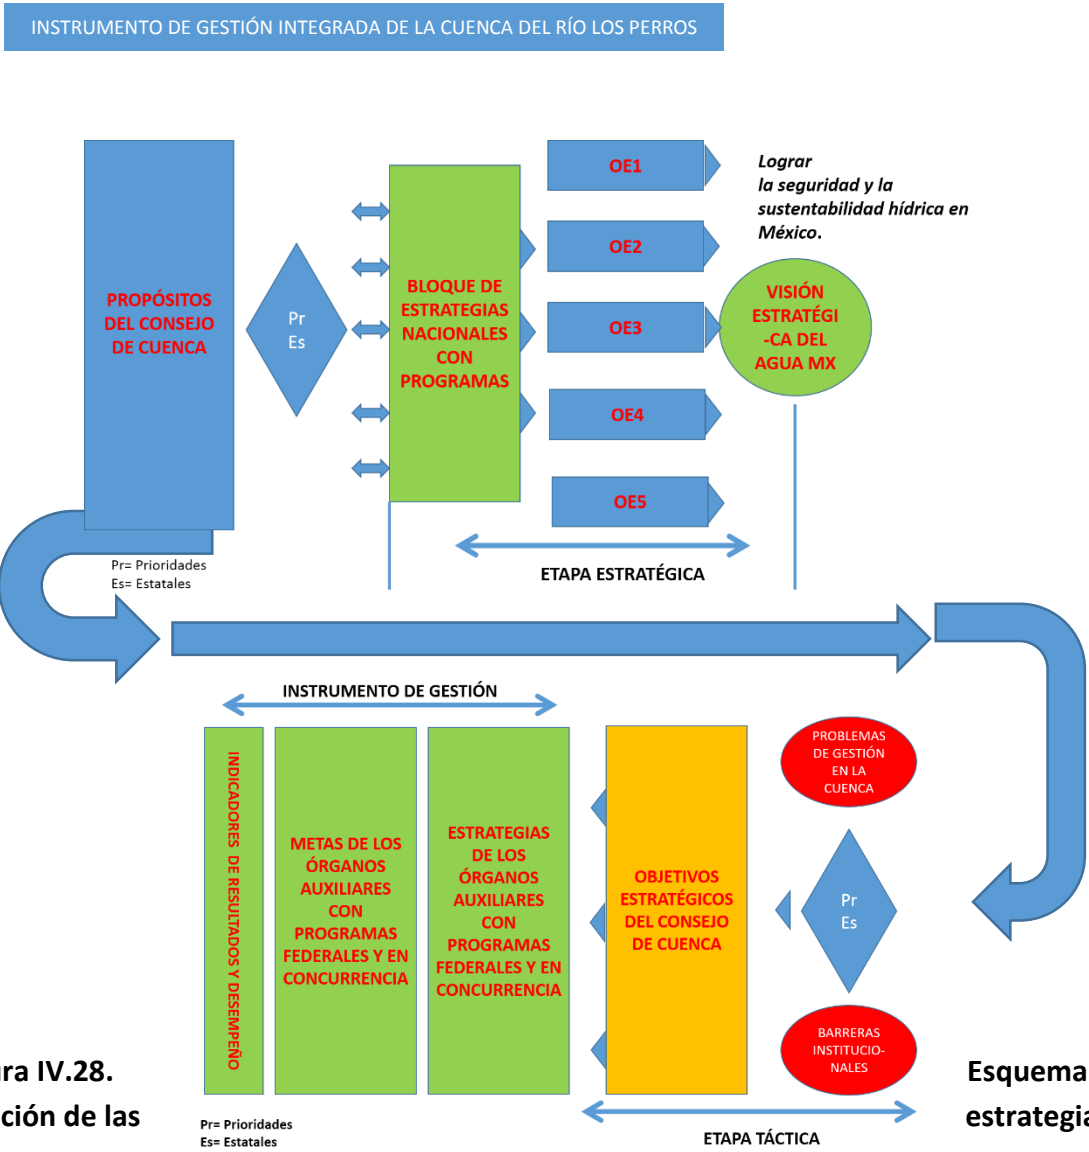 INSTRUMENTO DE GESTIÓN INTEGRADA DE LA CUENCA DEL RÍO LOS PERROS
PROPÓSITOS
DEL CONSEJO
DE CUENCA
Pr
Es
BLOQUE DE
ESTRATEGIAS
NACIONALES
CON
PROGRAMAS
OE1
OE2
OE3
OE4
OE5
Lograr
la seguridad y la
sustentabilidad hídrica en
México.
VISIÓN
ESTRATÉGI
-CA DEL
AGUA MX
Pr= Prioridades
Es= Estatales
ETAPA ESTRATÉGICA
INSTRUMENTO DE GESTIÓN
INDICADORES DE RESULTADOS Y DESEMPEÑO
METAS DE LOS
ÓRGANOS
AUXILIARES
CON
PROGRAMAS
FEDERALES Y EN
CONCURRENCIA
ESTRATEGIAS
DE LOS
ÓRGANOS
AUXILIARES
CON
PROGRAMAS
FEDERALES Y EN
CONCURRENCIA
OBJETIVOS
ESTRATÉGICOS
DEL CONSEJO
DE CUENCA
PROBLEMAS
DE GESTIÓN
EN LA
CUENCA
Pr
Es
BARRERAS
INSTITUCIO-
NALES
ra IV.28. Esquema
ción de las estrategia
Pr= Prioridades
Es= Estatales
ETAPA TÁCTICA